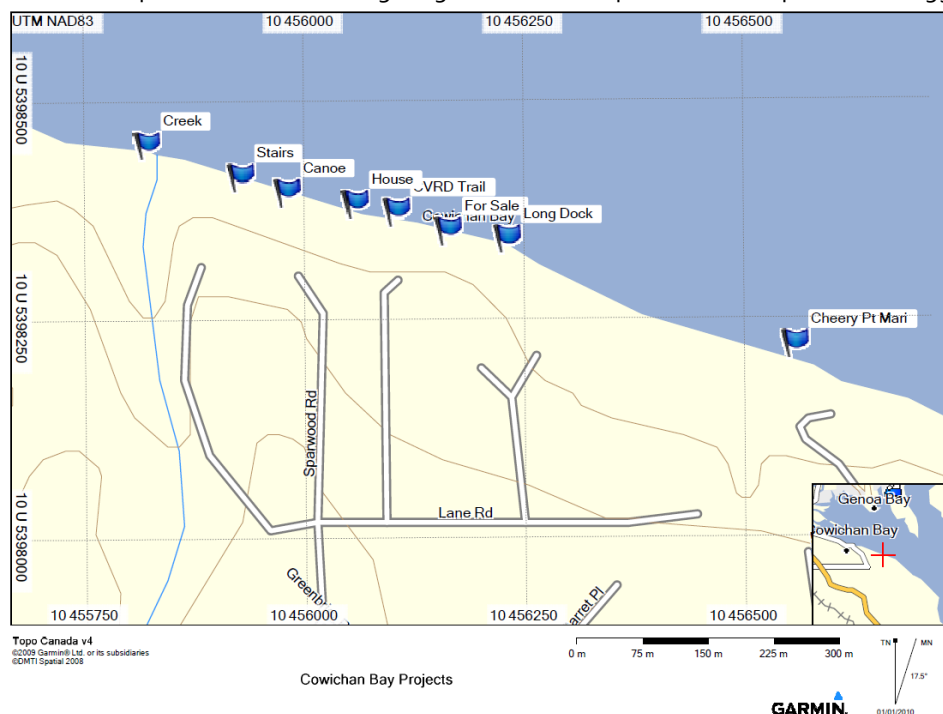 UTM NAD83
10 456000
10 456250
10 456500
10 U 5398500
Creek
Stairs
Canoe
House
CVRD Trail
For Sale
Cowichan Bay
Long Dock
10 U 5398250
Cheery Pt Mari
Sparwood Rd
Lane Rd
10 U 5398000
Genoa Bay
Cowichan Bay
10 455750
10 456000
10 456250
10 456500
Topo Canada v4
©2009 Garmin® Ltd. or its subsidiaries
©DMTI Spatial 2008
0 m 75 m 150 m 225 m 300 m
TN MN
17.5°
Cowichan Bay Projects
GARMIN.
01/01/2010